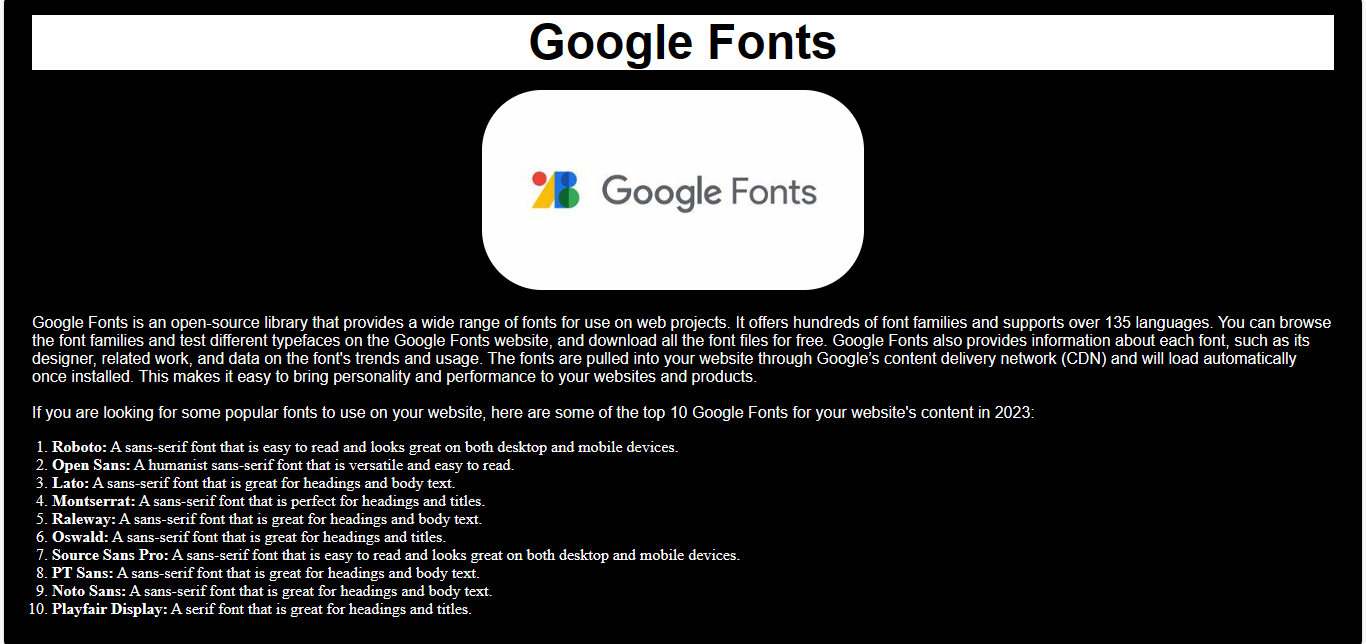 Google Fonts
Google Fonts
Google Fonts is an open-source library that provides a wide range of fonts for use on web projects. It offers hundreds of font families and supports over 135 languages. You can browse
the font families and test different typefaces on the Google Fonts website, and download all the font files for free. Google Fonts also provides information about each font, such as its
designer, related work, and data on the font's trends and usage. The fonts are pulled into your website through Google’s content delivery network (CDN) and will load automatically
once installed. This makes it easy to bring personality and performance to your websites and products.
If you are looking for some popular fonts to use on your website, here are some of the top 10 Google Fonts for your website's content in 2023:
1. Roboto: A sans-serif font that is easy to read and looks great on both desktop and mobile devices.
2. Open Sans: A humanist sans-serif font that is versatile and easy to read.
3. Lato: A sans-serif font that is great for headings and body text.
4. Montserrat: A sans-serif font that is perfect for headings and titles.
5. Raleway: A sans-serif font that is great for headings and body text.
6. Oswald: A sans-serif font that is great for headings and titles.
7. Source Sans Pro: A sans-serif font that is easy to read and looks great on both desktop and mobile devices.
8. PT Sans: A sans-serif font that is great for headings and body text.
9. Noto Sans: A sans-serif font that is great for headings and body text.
10. Playfair Display: A serif font that is great for headings and titles.